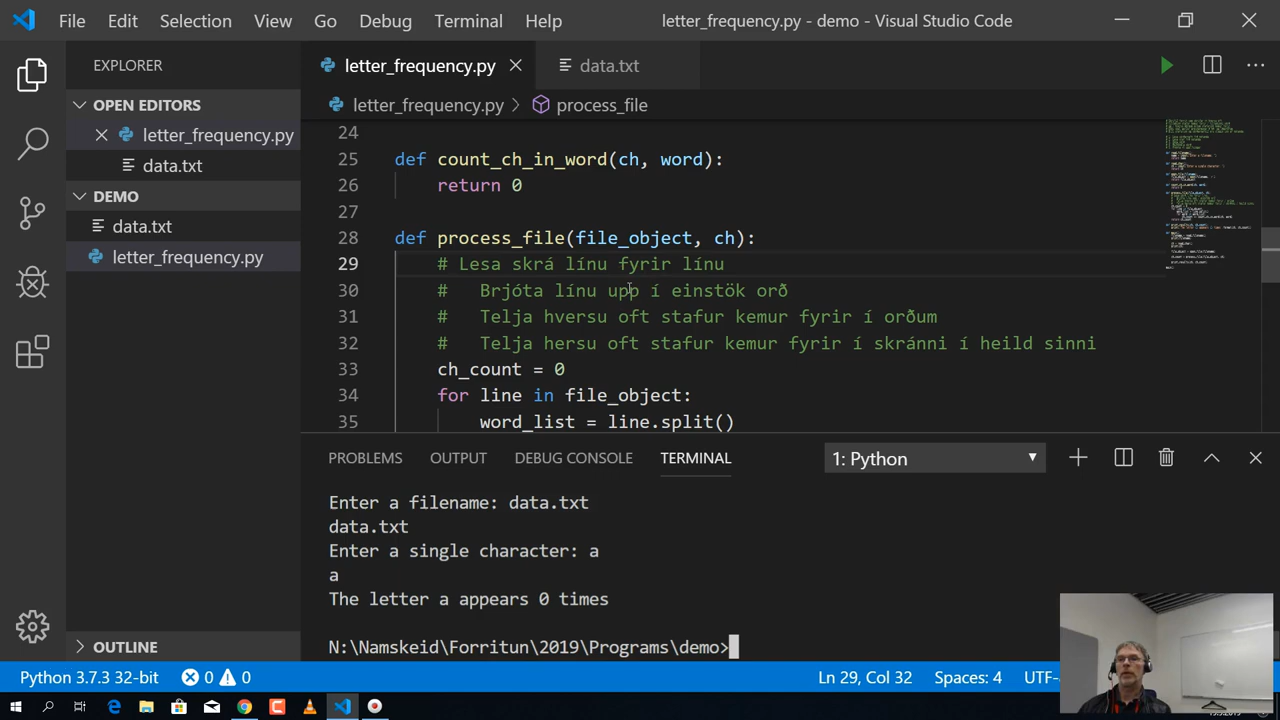 File Edit Selection View Go Debug Terminal Help letter_frequency.py - demo - Visual Studio Code
EXPLORER
OPEN EDITORS
letter_frequency.py
data.txt
DEMO
data.txt
letter_frequency.py
OUTLINE
letter_frequency.py data.txt
letter_frequency.py > process_file
24
25 def count_ch_in_word(ch, word):
26 return 0
27
28 def process_file(file_object, ch):
29 # Lesa skrá línu fyrir línu
30 # Brjóta línu upp í einstök orð
31 # Telja hversu oft stafur kemur fyrir í orðum
32 # Telja hersu oft stafur kemur fyrir í skránni í heild sinni
33 ch_count = 0
34 for line in file_object:
35 word_list = line.split()
PROBLEMS OUTPUT DEBUG CONSOLE TERMINAL 1: Python
Enter a filename: data.txt
data.txt
Enter a single character: a
a
The letter a appears 0 times
N:\Namskeid\Forritun\2019\Programs\demo>
Python 3.7.3 32-bit 0 0 Ln 29, Col 32 Spaces: 4